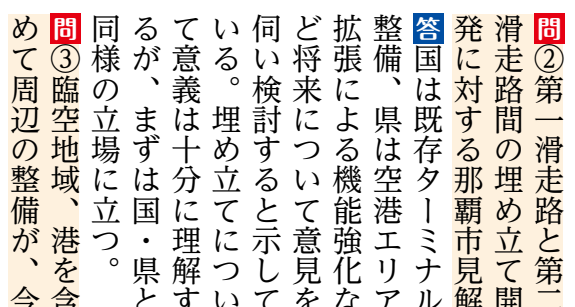 問②第一滑走路と第二
滑走路間の埋め立て開
発に対する那覇市見解
答国は既存ターミナル
整備、県は空港エリア
拡張による機能強化な
ど将来について意見を
伺い検討すると示して
いる。埋め立てについ
て意義は十分に理解す
るが、まずは国・県と
同様の立場に立つ。
問③臨空地域、港を含
めて周辺の整備が、今